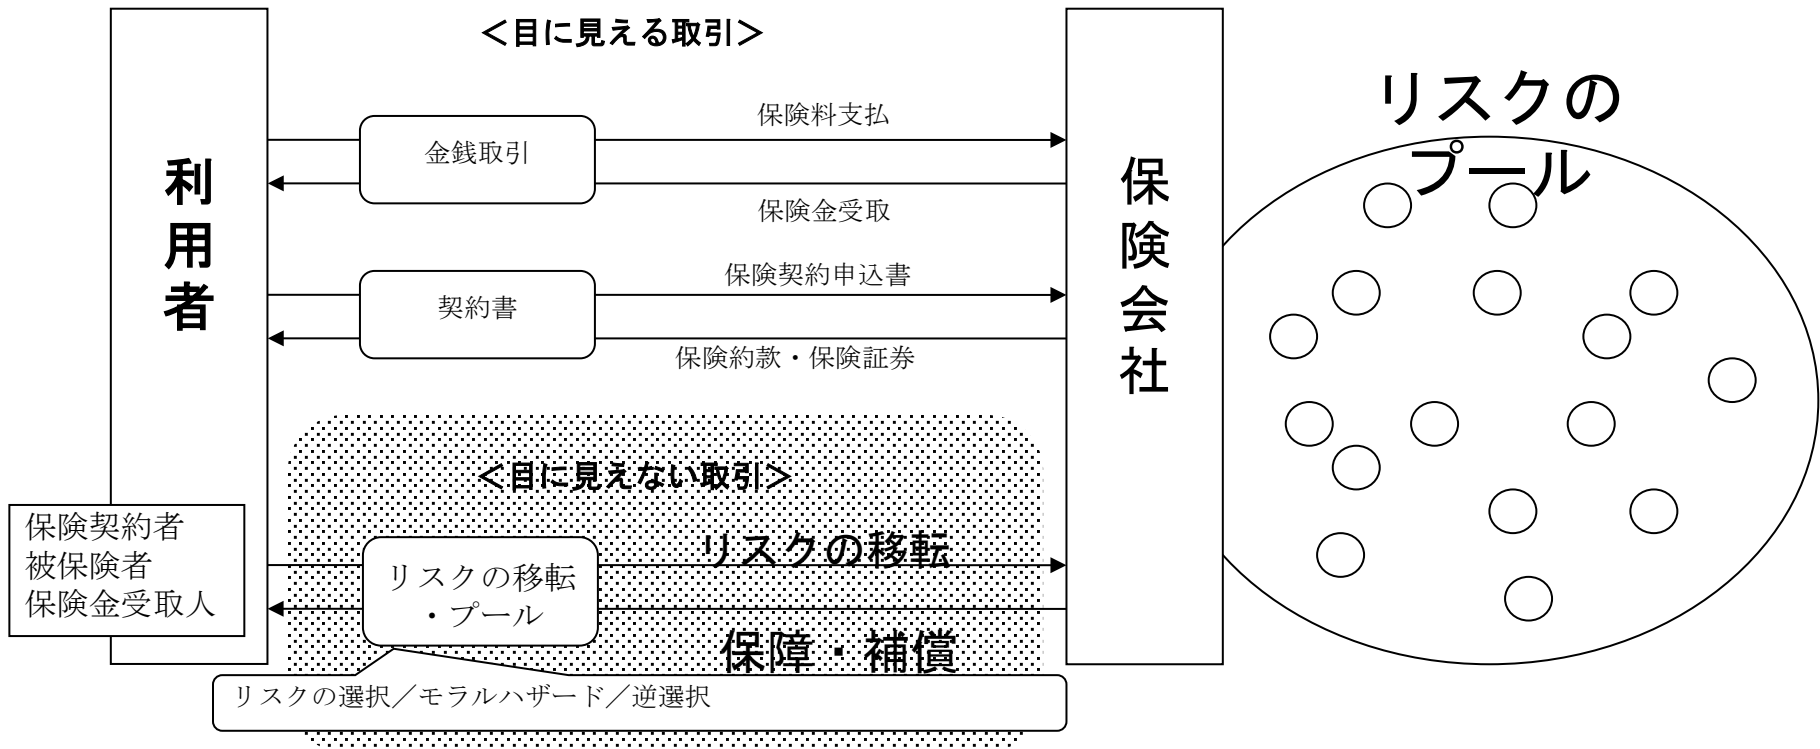 ＜目に見える取引＞
利用者
保険会社
リスクの
プール
保険料支払
金銭取引
保険金受取
保険契約申込書
契約書
保険約款・保険証券
＜目に見えない取引＞
保険契約者
被保険者
保険金受取人
リスクの移転
リスクの移転
・プール
保障・補償
リスクの選択／モラルハザード／逆選択